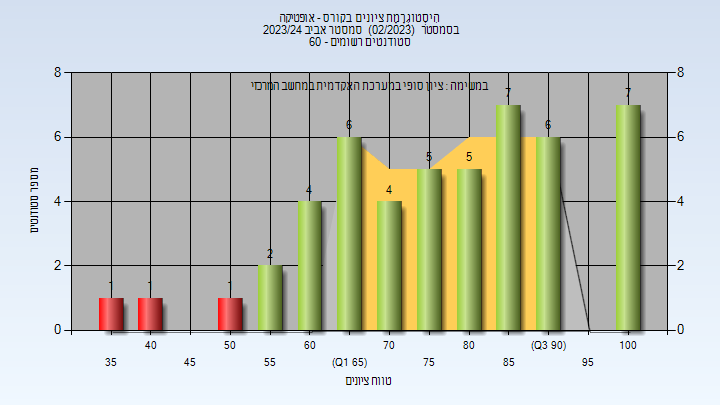 היסטוגרמת ציונים בקורס - אופטיקה
בסמסטר (02/2023) סמסטר אביב 2023/24
סטודנטים רשומים - 60
במשימה : ציון סופי במערכת האקדמית במחשב המרכזי
8 8
6 6
4 4
2 2
0 0
מספר סטודנטים
1 1 1 2 4 6 4 5 5 7 6 7
40 50 60 70 80 (Q3 90) 100
35 45 55 (Q1 65) 75 85 95
טווח ציונים